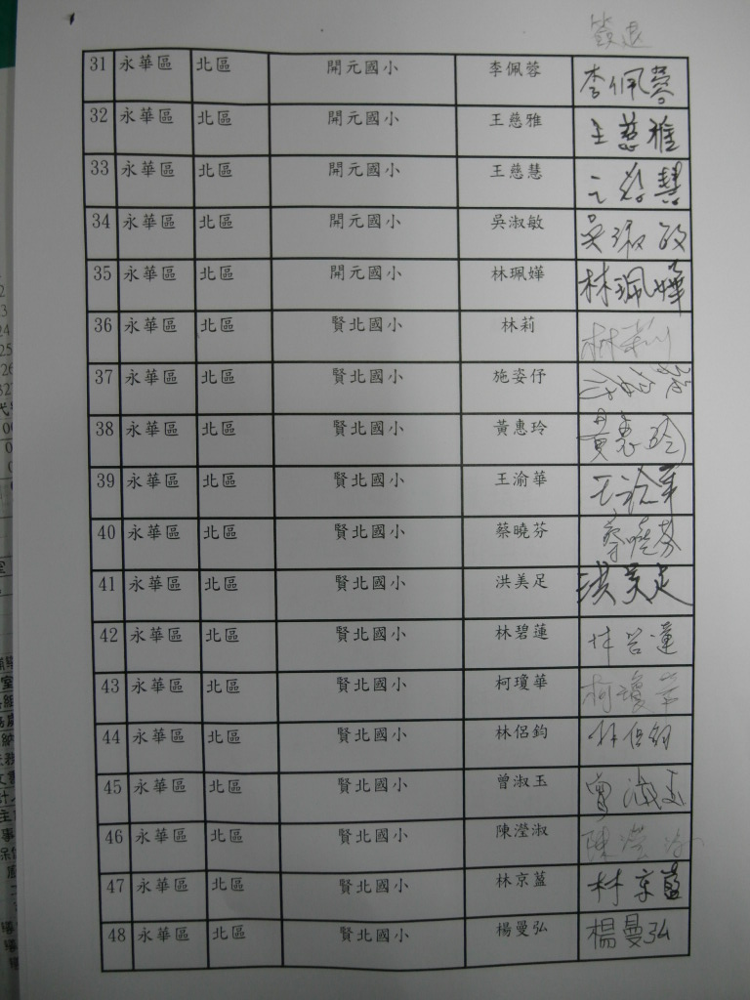 簽退
31 永華區 北區 開元國小 李佩蓉 李佩蓉
32 永華區 北區 開元國小 王慈雅 王慈雅
33 永華區 北區 開元國小 王慈慧 王慈慧
34 永華區 北區 開元國小 吳淑敏 吳淑敏
35 永華區 北區 開元國小 林珮嬅 林珮嬅
36 永華區 北區 賢北國小 林莉 林莉
37 永華區 北區 賢北國小 施姿伃
38 永華區 北區 賢北國小 黃惠玲 黃惠玲
39 永華區 北區 賢北國小 王渝華 王渝華
40 永華區 北區 賢北國小 蔡曉芬 蔡曉芬
41 永華區 北區 賢北國小 洪美足 洪美足
42 永華區 北區 賢北國小 林碧蓮 林碧蓮
43 永華區 北區 賢北國小 柯瓊華 柯瓊華
44 永華區 北區 賢北國小 林侶鈞 林侶鈞
45 永華區 北區 賢北國小 曾淑玉 曾淑玉
46 永華區 北區 賢北國小 陳瀅淑 陳瀅淑
47 永華區 北區 賢北國小 林京蓝 林京蓝
48 永華區 北區 賢北國小 楊曼弘 楊曼弘